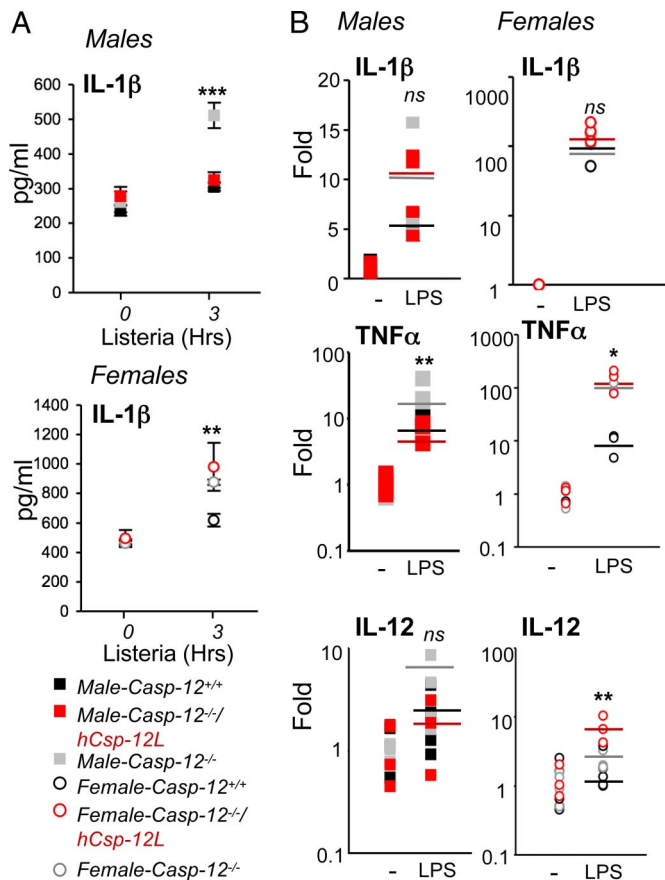 A
Males
IL-1β
***
pg/ml
600
500
400
300
200
100
0
0
3
Listeria (Hrs)
Females
IL-1β
**
pg/ml
1400
1200
1000
800
600
400
200
0
0
3
Listeria (Hrs)
Male-Casp-12+/+
Male-Casp-12-/-/
hCsp-12L
Male-Casp-12-/-
Female-Casp-12+/+
Female-Casp-12-/-/
hCsp-12L
Female-Casp-12-/-
B
Males
Females
IL-1β
ns
Fold
20
15
10
5
0
-
LPS
IL-1β
ns
1000
100
10
1
-
LPS
TNFα
**
Fold
100
10
1
0.1
-
LPS
TNFα
*
1000
100
10
1
0.1
-
LPS
IL-12
ns
Fold
10
1
0.1
-
LPS
IL-12
**
100
10
1
0.1
-
LPS